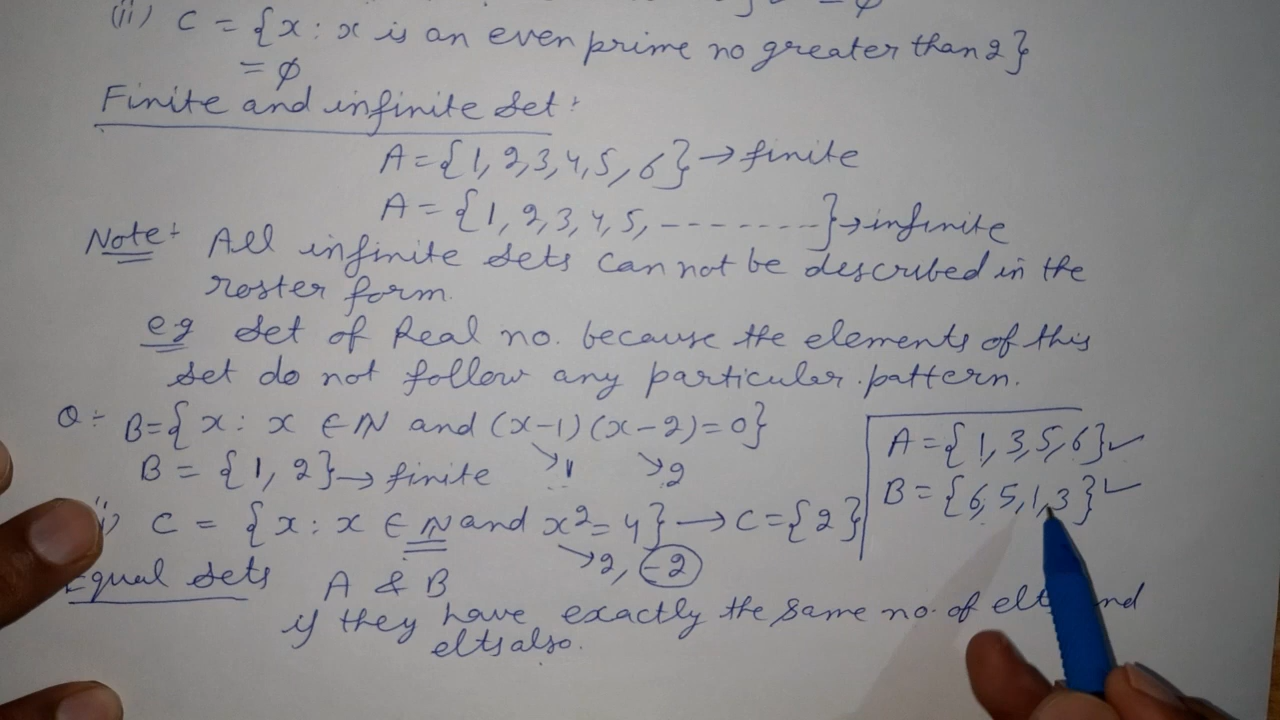 = ϕ
(ii) C = {x : x is an even prime no greater than 2}
= ϕ
Finite and infinite Set :
A = {1, 2, 3, 4, 5, 6} → finite
A = {1, 2, 3, 4, 5, - - - - - - - -} → infinite
Note : All infinite sets can not be described in the
roster form.
eg Set of Real no. because the elements of this
set do not follow any particular pattern.
Q :- B = {x : x ∈ N and (x-1) (x-2) = 0}
↘1 ↘2
B = {1, 2} → finite
A = {1, 3, 5, 6} ✓
B = {6, 5, 1, 3} ✓
C = {x : x ∈ N and x² = 4} → C = {2}
↘2, -2
Equal Sets A & B
if they have exactly the same no. of and
elts also.